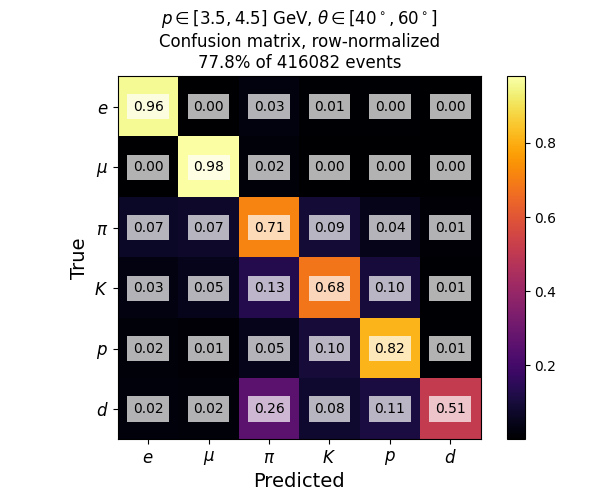 p ∈ [3.5, 4.5] GeV, θ ∈ [40°, 60°]
Confusion matrix, row-normalized
77.8% of 416082 events
e 0.96 0.00 0.03 0.01 0.00 0.00
μ 0.00 0.98 0.02 0.00 0.00 0.00
π 0.07 0.07 0.71 0.09 0.04 0.01
K 0.03 0.05 0.13 0.68 0.10 0.01
p 0.02 0.01 0.05 0.10 0.82 0.01
d 0.02 0.02 0.26 0.08 0.11 0.51
e μ π K p d
Predicted
True
0.8
0.6
0.4
0.2